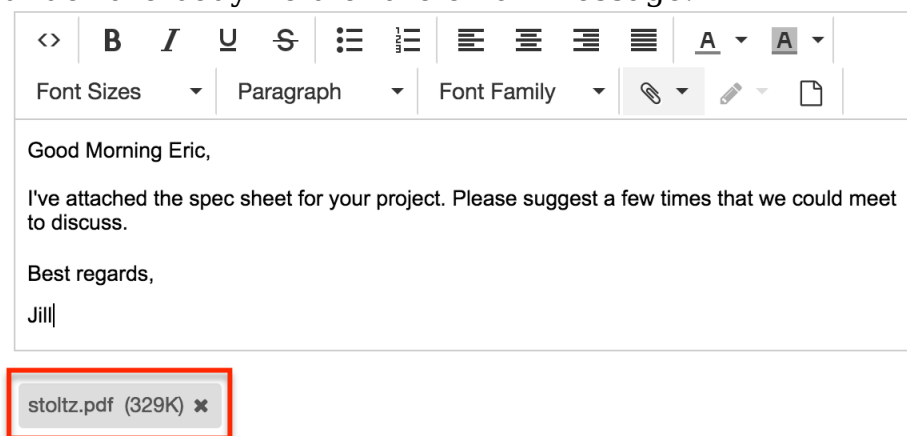 B I U S A A
Font Sizes Paragraph Font Family
Good Morning Eric,
I've attached the spec sheet for your project. Please suggest a few times that we could meet
to discuss.
Best regards,
Jill
stoltz.pdf (329K) ×